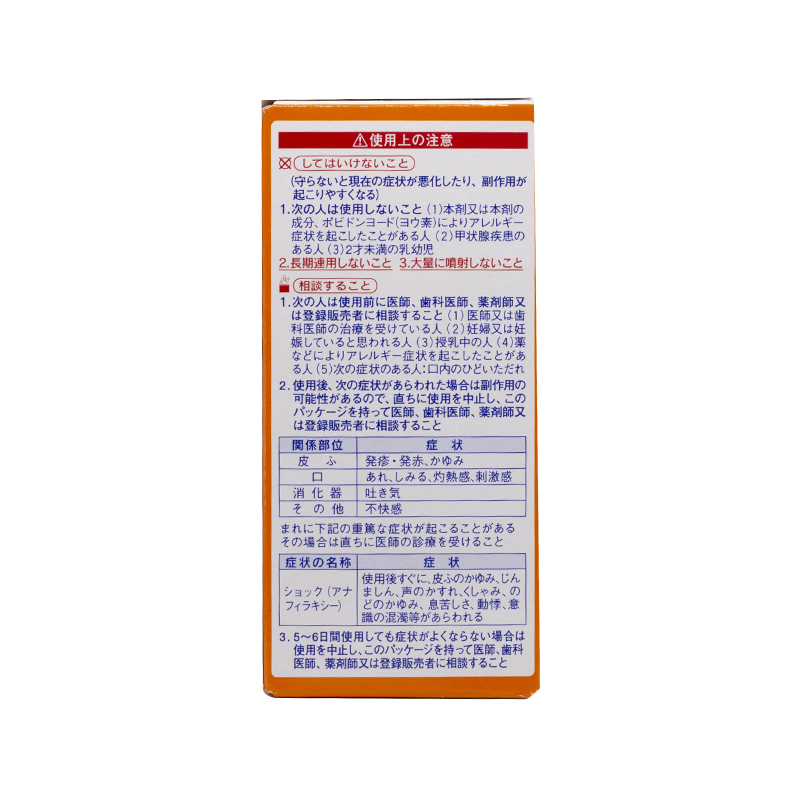 ⚠使用上の注意
してはいけないこと
(守らないと現在の症状が悪化したり、副作用が
起こりやすくなる)
1.次の人は使用しないこと (1)本剤又は本剤の
成分、ポビドンヨード(ヨウ素)によりアレルギー
症状を起こしたことがある人 (2)甲状腺疾患の
ある人 (3)2才未満の乳幼児
2.長期連用しないこと 3.大量に噴射しないこと
相談すること
1.次の人は使用前に医師、歯科医師、薬剤師又
は登録販売者に相談すること (1)医師又は歯
科医師の治療を受けている人 (2)妊婦又は妊
娠していると思われる人 (3)授乳中の人 (4)薬
などによりアレルギー症状を起こしたことがあ
る人 (5)次の症状のある人:口内のひどいただれ
2.使用後、次の症状があらわれた場合は副作用の
可能性があるので、直ちに使用を中止し、この
パッケージを持って医師、歯科医師、薬剤師又
は登録販売者に相談すること
関係部位 症状
皮ふ 発疹・発赤、かゆみ
口 あれ、しみる、灼熱感、刺激感
消化器 吐き気
その他 不快感
まれに下記の重篤な症状が起こることがある
その場合は直ちに医師の診療を受けること
症状の名称 症状
ショック(アナ
フィラキシー) 使用後すぐに、皮ふのかゆみ、じん
ましん、声のかすれ、くしゃみ、の
どのかゆみ、息苦しさ、動悸、意
識の混濁等があらわれる
3.5〜6日間使用しても症状がよくならない場合は
使用を中止し、このパッケージを持って医師、歯科
医師、薬剤師又は登録販売者に相談すること